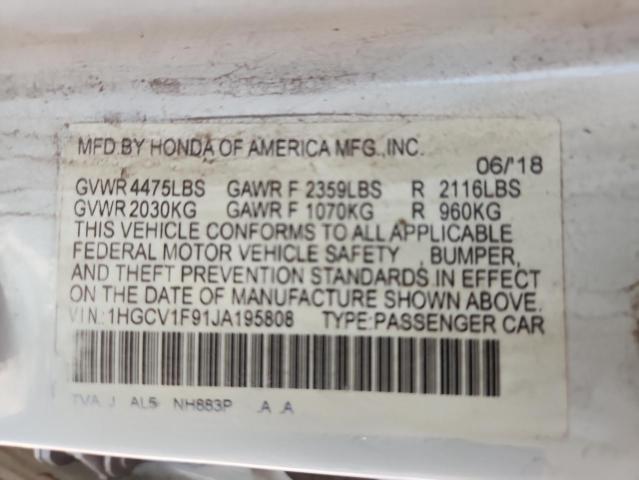 MFD BY HONDA OF AMERICA MFG.,INC.
06/'18
GVWR 4475LBS GAWR F 2359LBS R 2116LBS
GVWR 2030KG GAWR F 1070KG R 960KG
THIS VEHICLE CONFORMS TO ALL APPLICABLE
FEDERAL MOTOR VEHICLE SAFETY , BUMPER,
AND THEFT PREVENTION STANDARDS IN EFFECT
ON THE DATE OF MANUFACTURE SHOWN ABOVE.
VIN:1HGCV1F91JA195808 TYPE:PASSENGER CAR
TVA J AL5 NH883P .A .A